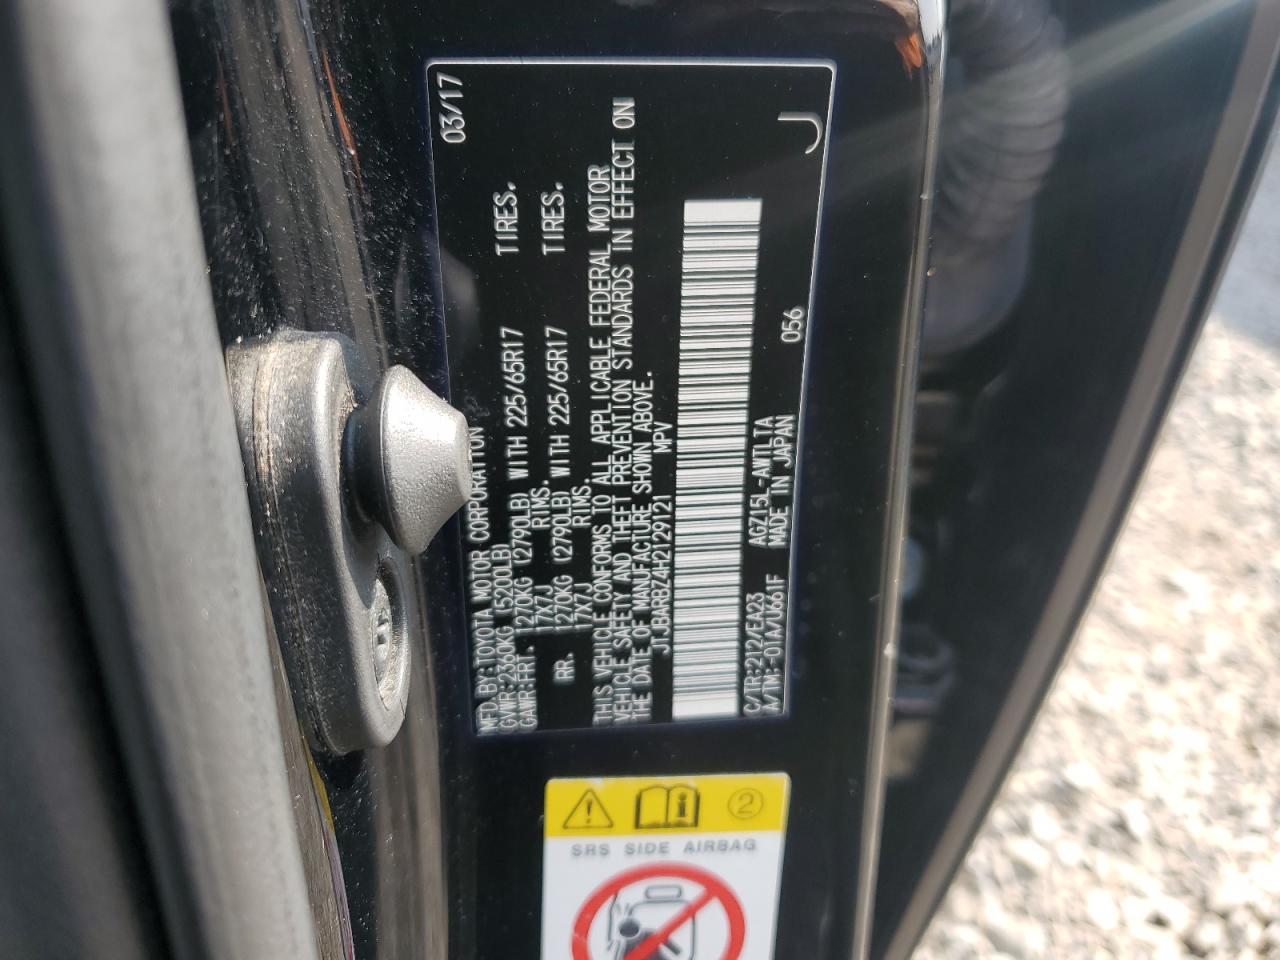 MFD. BY:TOYOTA MOTOR CORPORATION 03/17
GVWR:2360KG (5200LB)
GAWR:FRT. 1270KG (2790LB) WITH 225/65R17 TIRES.
17X7J RIMS.
RR. 1270KG (2790LB) WITH 225/65R17 TIRES.
17X7J RIMS.
THIS VEHICLE CONFORMS TO ALL APPLICABLE FEDERAL MOTOR
VEHICLE SAFETY AND THEFT PREVENTION STANDARDS IN EFFECT ON
THE DATE OF MANUFACTURE SHOWN ABOVE.
JTJBARBZ4H2129121 MPV
C/TR:212/EA23 AGZ15L-AWTLTA 056
A/TM:-01A/U661F MADE IN JAPAN
J
2
SRS SIDE AIRBAG